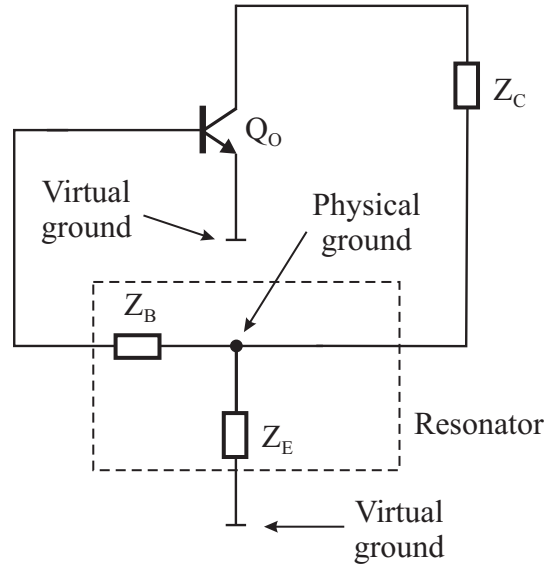 Z_C
Q_O
Virtual
ground
Physical
ground
Z_B
Resonator
Z_E
Virtual
ground